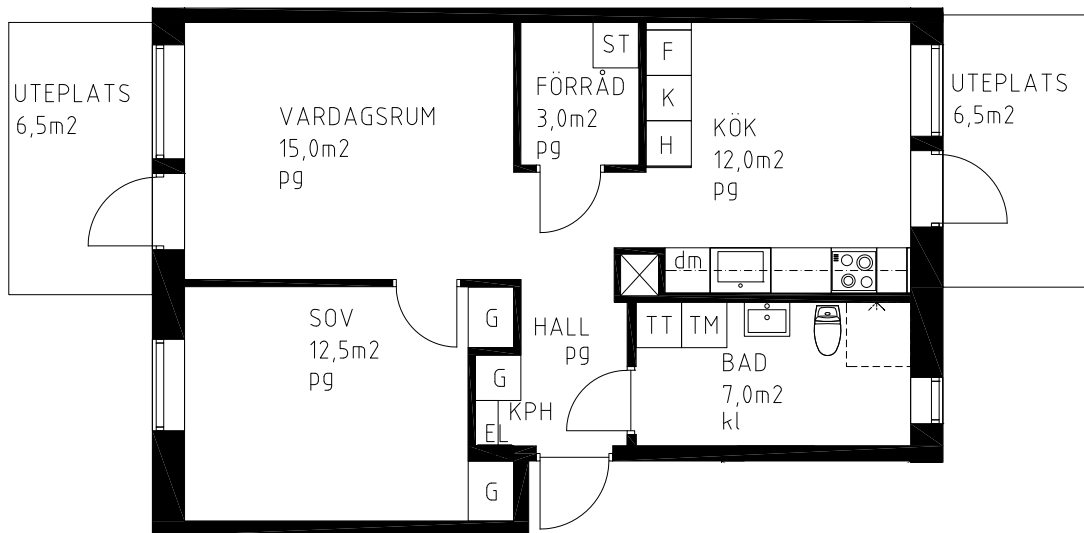 UTEPLATS
6,5m2
VARDAGSRUM
15,0m2
pg
ST
FÖRRÅD
3,0m2
pg
F
K
H
KÖK
12,0m2
pg
UTEPLATS
6,5m2
dm
SOV
12,5m2
pg
G
HALL
pg
G
KPH
EL
G
TT
TM
BAD
7,0m2
kl